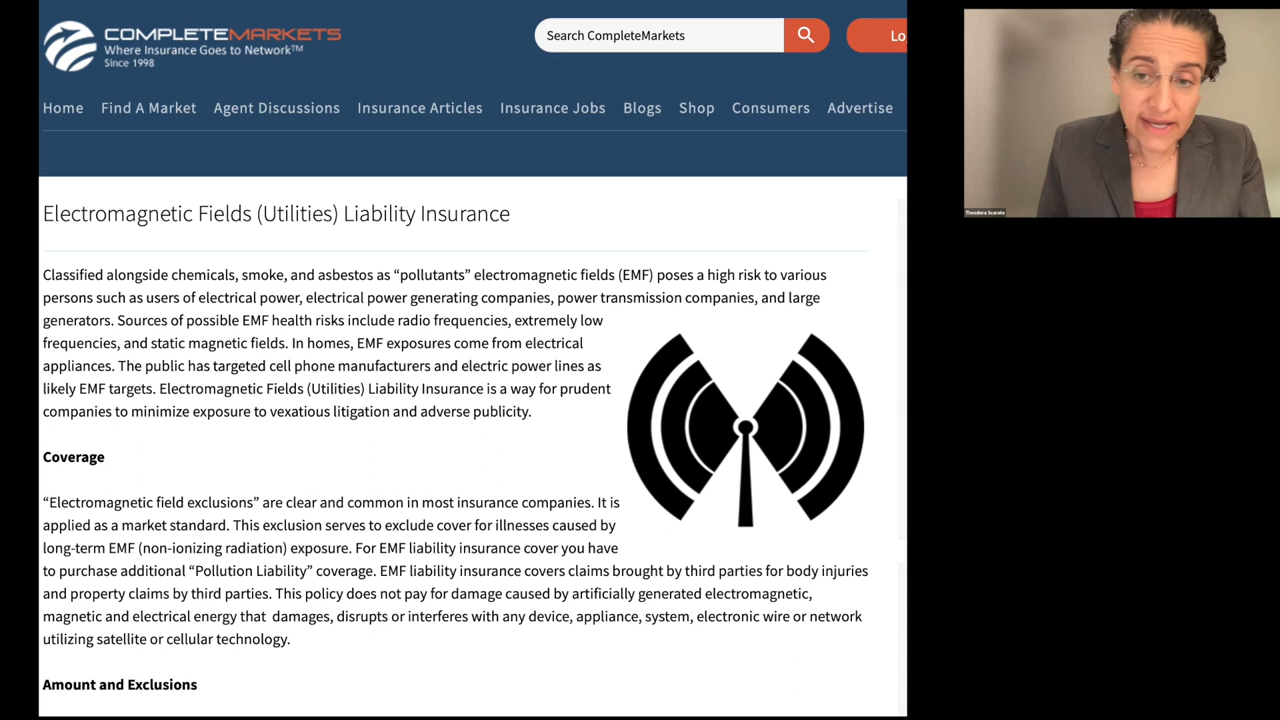 COMPLETEMARKETS
Where Insurance Goes to Network™
Since 1998
Search CompleteMarkets
Lo
Home Find A Market Agent Discussions Insurance Articles Insurance Jobs Blogs Shop Consumers Advertise
Electromagnetic Fields (Utilities) Liability Insurance
Classified alongside chemicals, smoke, and asbestos as “pollutants” electromagnetic fields (EMF) poses a high risk to various
persons such as users of electrical power, electrical power generating companies, power transmission companies, and large
generators. Sources of possible EMF health risks include radio frequencies, extremely low
frequencies, and static magnetic fields. In homes, EMF exposures come from electrical
appliances. The public has targeted cell phone manufacturers and electric power lines as
likely EMF targets. Electromagnetic Fields (Utilities) Liability Insurance is a way for prudent
companies to minimize exposure to vexatious litigation and adverse publicity.
Coverage
“Electromagnetic field exclusions” are clear and common in most insurance companies. It is
applied as a market standard. This exclusion serves to exclude cover for illnesses caused by
long-term EMF (non-ionizing radiation) exposure. For EMF liability insurance cover you have
to purchase additional “Pollution Liability” coverage. EMF liability insurance covers claims brought by third parties for body injuries
and property claims by third parties. This policy does not pay for damage caused by artificially generated electromagnetic,
magnetic and electrical energy that  damages, disrupts or interferes with any device, appliance, system, electronic wire or network
utilizing satellite or cellular technology.
Amount and Exclusions
Theodora Scarato